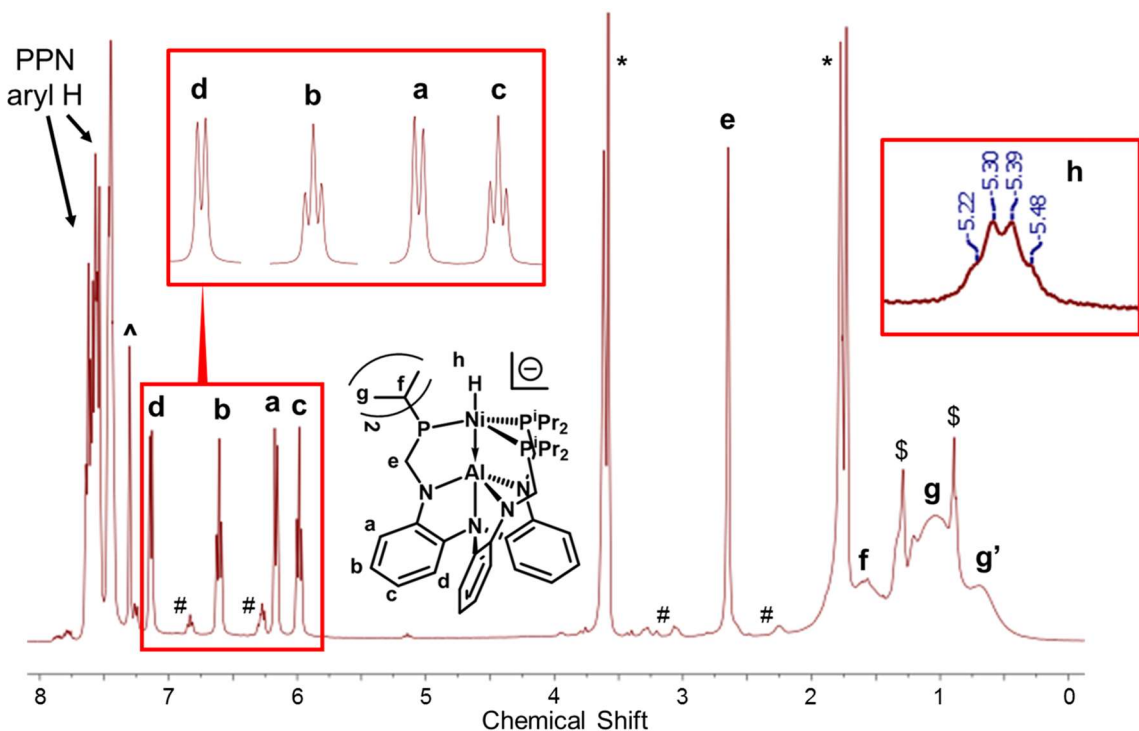 PPN
aryl H
d
b
a
c
*
*
e
h
-5.22
-5.30
-5.39
-5.48
^
d
b
a
c
#
#
h
H
⊖
g
f
2
P
Ni
PⁱPr₂
PⁱPr₂
e
Al
N
N
N
N
a
b
c
d
#
#
f
$
g
$
g'
8
7
6
5
4
3
2
1
0
Chemical Shift